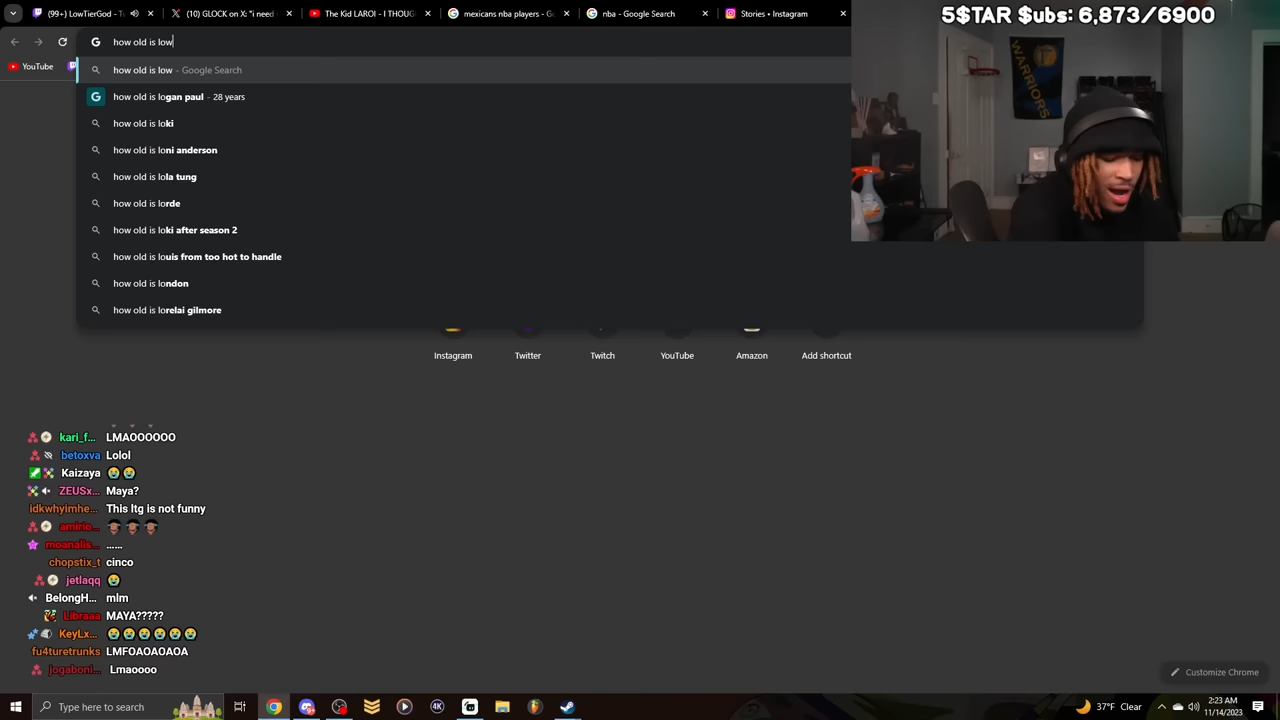 (99+) LowTierGod -
(10) GLOCK on X: "i need
The Kid LAROI - I THOUG
mexicans nba players - G
nba - Google Search
Stories • Instagram
5$TAR $ubs: 6,873/6900
how old is low
YouTube
how old is low - Google Search
how old is logan paul - 28 years
how old is loki
how old is loni anderson
how old is lola tung
how old is lorde
how old is loki after season 2
how old is louis from too hot to handle
how old is london
how old is lorelai gilmore
WARRIORS
Instagram
Twitter
Twitch
YouTube
Amazon
Add shortcut
kari_f... LMAOOOOOO
betoxva Lolol
Kaizaya 😭 😭
ZEUSx... Maya?
idkwhyimhe... This ltg is not funny
amirio...
moanalis... ......
chopstix_t cinco
jetlaqq 😭
BelongH... mlm
Libraaa MAYA?????
KeyLx... 😭 😭 😭 😭 😭 😭
fu4turetrunks LMFOAOAOAOA
jogaboni... Lmaoooo
Customize Chrome
Type here to search
37°F Clear
2:23 AM
11/14/2023